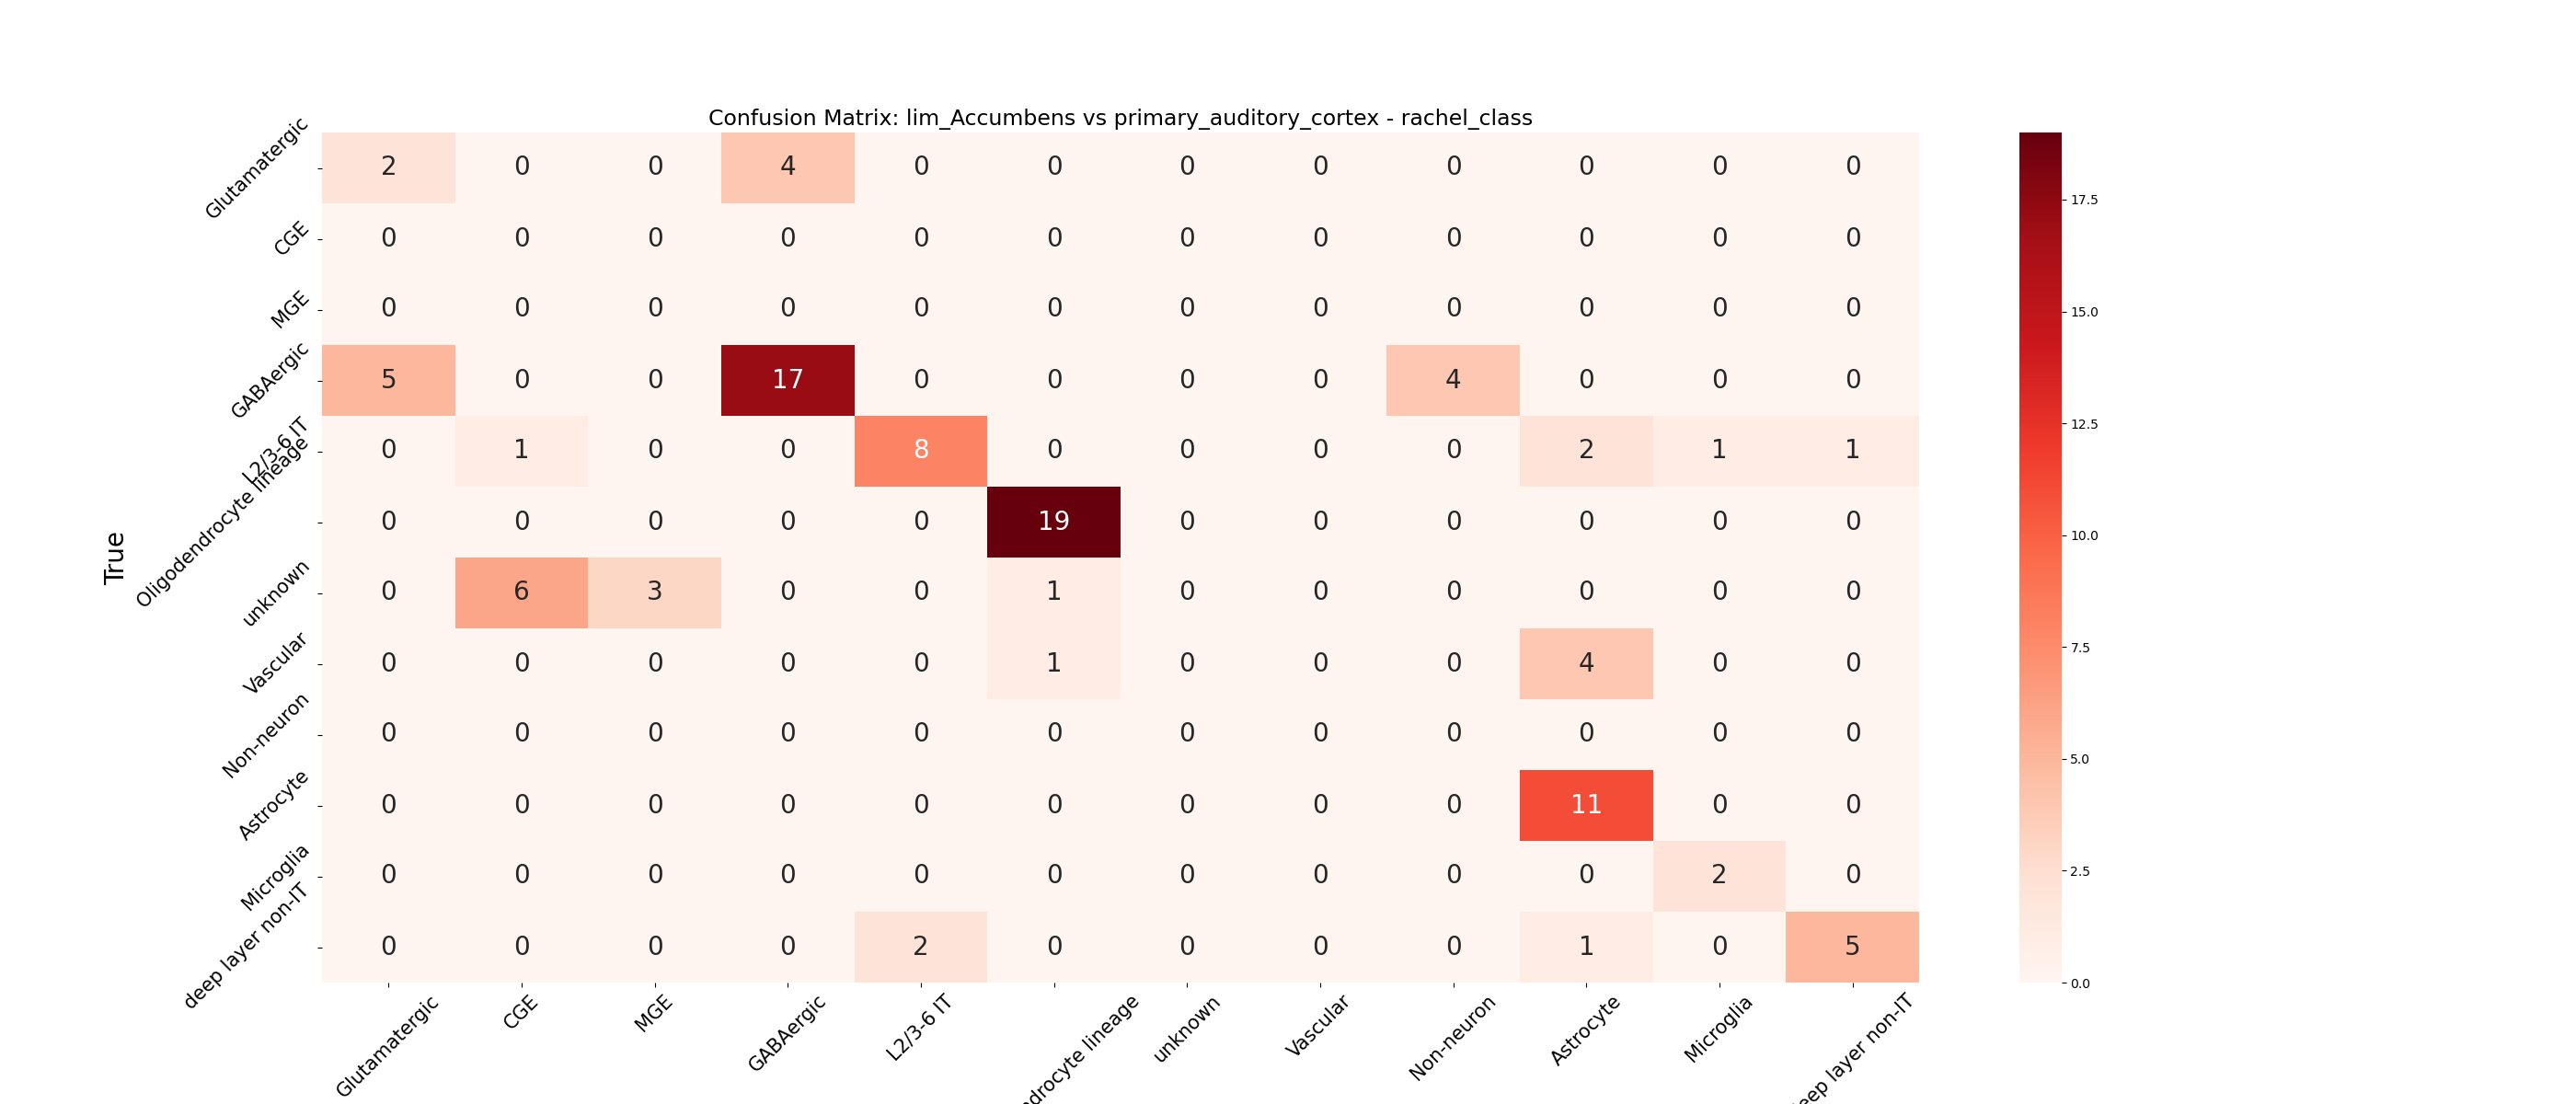 Confusion Matrix: lim_Accumbens vs primary_auditory_cortex - rachel_class
Glutamatergic 2 0 0 4 0 0 0 0 0 0 0 0
CGE 0 0 0 0 0 0 0 0 0 0 0 0
MGE 0 0 0 0 0 0 0 0 0 0 0 0
GABAergic 5 0 0 17 0 0 0 0 4 0 0 0
L2/3-6 IT 0 1 0 0 8 0 0 0 0 2 1 1
Oligodendrocyte lineage 0 0 0 0 0 19 0 0 0 0 0 0
unknown 0 6 3 0 0 1 0 0 0 0 0 0
Vascular 0 0 0 0 0 1 0 0 0 4 0 0
Non-neuron 0 0 0 0 0 0 0 0 0 0 0 0
Astrocyte 0 0 0 0 0 0 0 0 0 11 0 0
Microglia 0 0 0 0 0 0 0 0 0 0 2 0
deep layer non-IT 0 0 0 0 2 0 0 0 0 1 0 5
True
Glutamatergic
CGE
MGE
GABAergic
L2/3-6 IT
lineage
unknown
Vascular
Non-neuron
Astrocyte
Microglia
layer non-IT
17.5
15.0
12.5
10.0
7.5
5.0
2.5
0.0